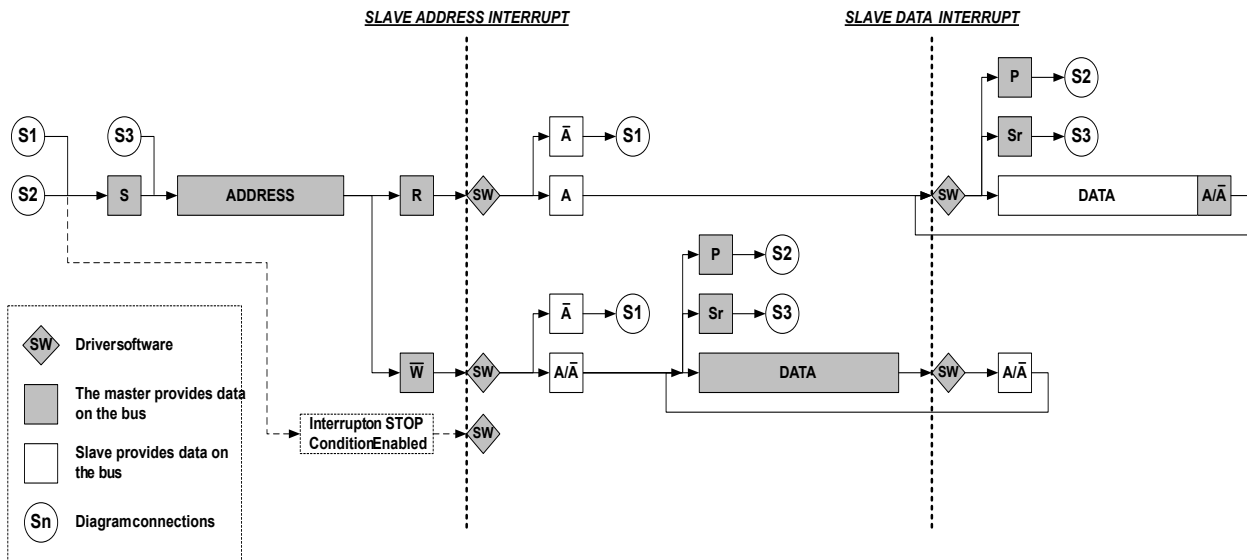 SLAVE ADDRESS INTERRUPT
SLAVE DATA INTERRUPT
P
S2
S1
S3
A̅
S1
Sr
S3
S2
S
ADDRESS
R
SW
A
SW
DATA
A/A̅
P
S2
A̅
S1
Sr
S3
W̅
SW
A/A̅
DATA
SW
A/A̅
Interrupton STOP
ConditionEnabled
SW
SW
Driversoftware
The master provides data
on the bus
Slave provides data on
the bus
Sn
Diagramconnections